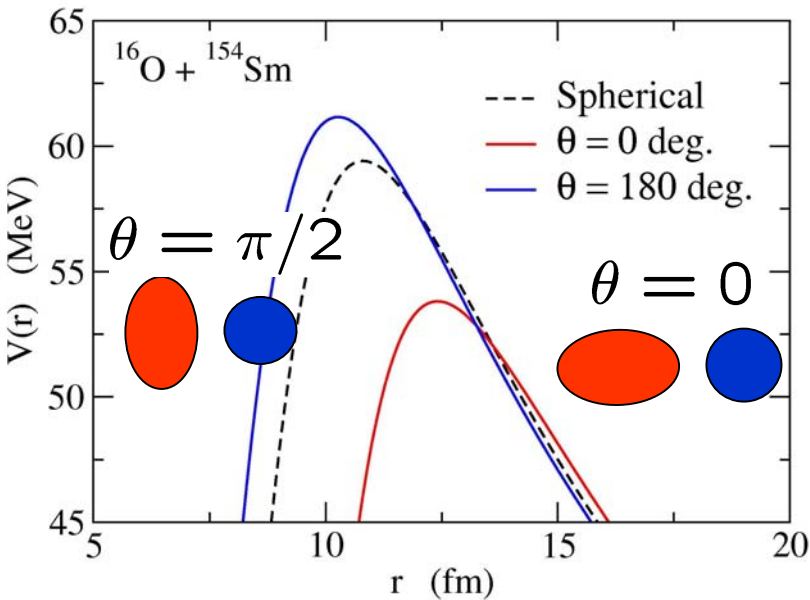 65
60
55
50
45
V(r) (MeV)
¹⁶O + ¹⁵⁴Sm
Spherical
θ = 0 deg.
θ = 180 deg.
θ = π/2
θ = 0
5 10 15 20
r (fm)